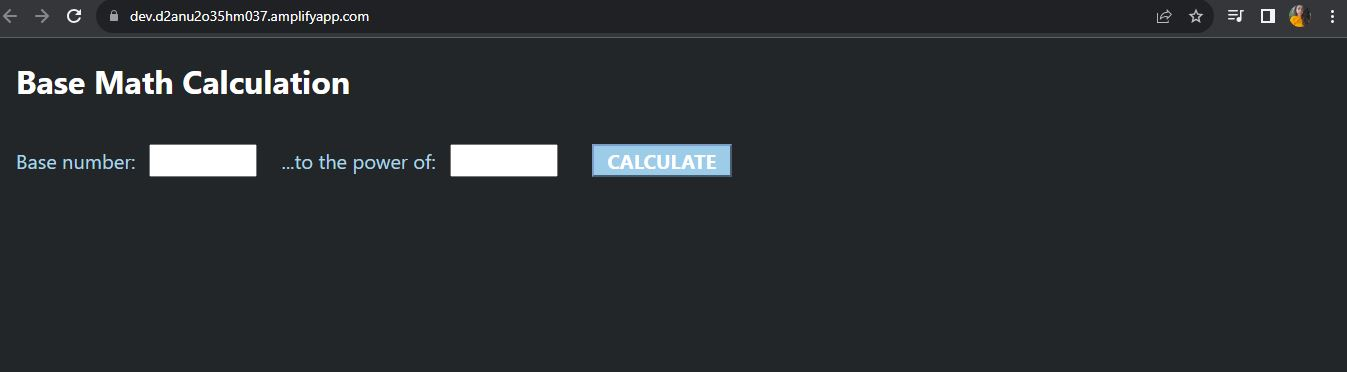 dev.d2anu2o35hm037.amplifyapp.com
Base Math Calculation
Base number: ...to the power of: CALCULATE